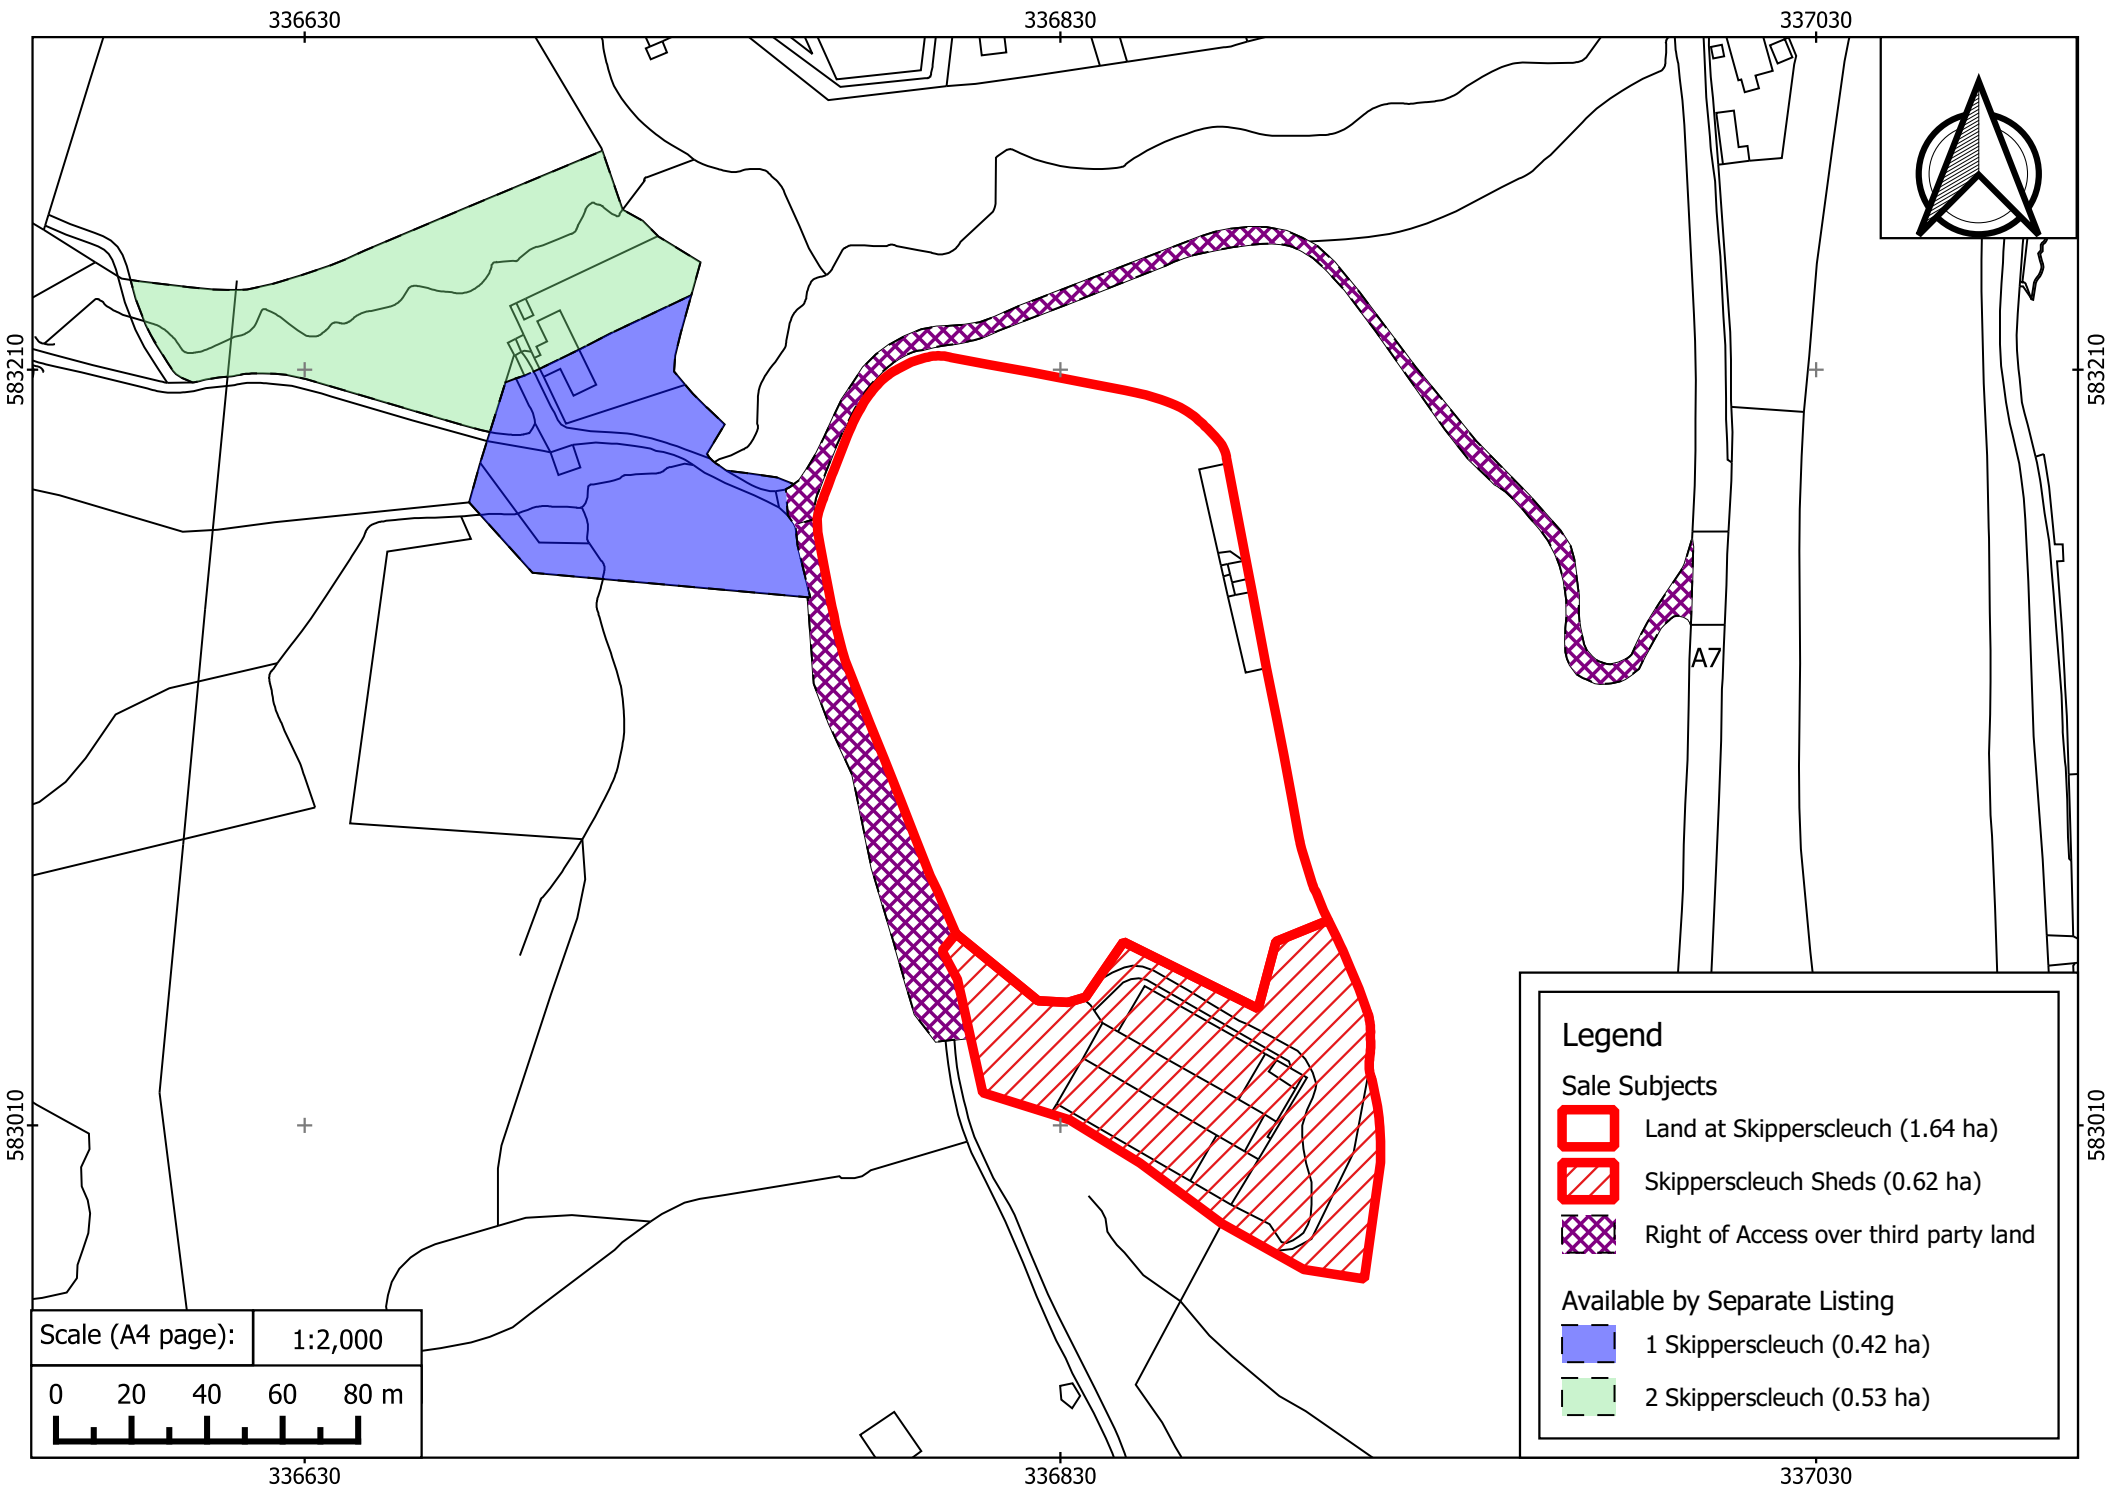 336630
336830
337030
583210
583210
A7
583010
583010
Legend
Sale Subjects
Land at Skipperscleuch (1.64 ha)
Skipperscleuch Sheds (0.62 ha)
Right of Access over third party land
Available by Separate Listing
1 Skipperscleuch (0.42 ha)
2 Skipperscleuch (0.53 ha)
Scale (A4 page): 1:2,000
0 20 40 60 80 m
336630
336830
337030